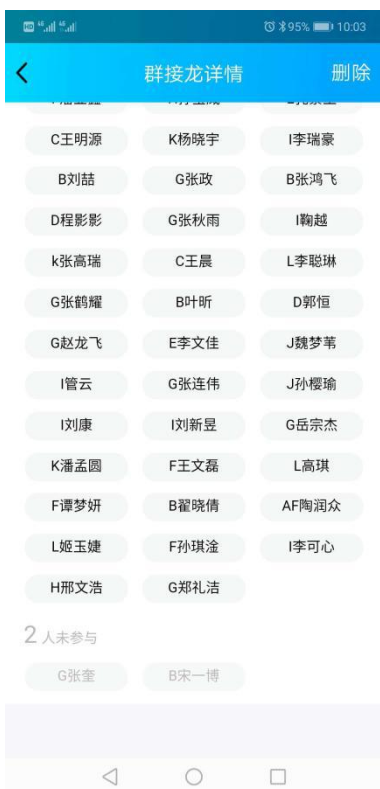 HD 4G 4G 95% 10:03
群接龙详情 删除
C王明源 K杨晓宇 I李瑞豪
B刘喆 G张政 B张鸿飞
D程影影 G张秋雨 I鞠越
k张高瑞 C王晨 L李聪琳
G张鹤耀 B叶昕 D郭恒
G赵龙飞 E李文佳 J魏梦苇
I管云 G张连伟 J孙樱瑜
I刘康 I刘新昱 G岳宗杰
K潘孟圆 F王文磊 L高琪
F谭梦妍 B翟晓倩 AF陶润众
L姬玉婕 F孙琪淦 I李可心
H邢文浩 G郑礼洁
2 人未参与
G张奎 B宋一博